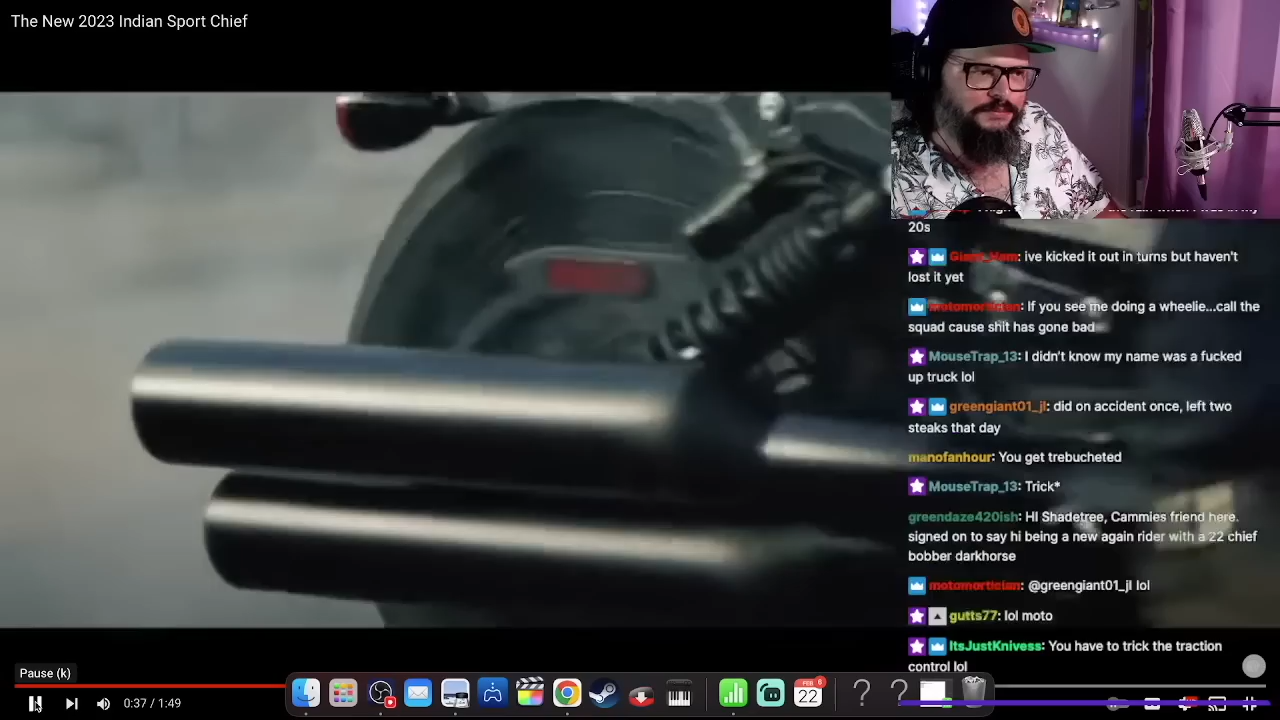 The New 2023 Indian Sport Chief
20s
Giant_Ham: ive kicked it out in turns but haven't
lost it yet
motomortician: If you see me doing a wheelie...call the
squad cause shit has gone bad
MouseTrap_13: I didn't know my name was a fucked
up truck lol
greengiant01_jl: did on accident once, left two
steaks that day
manofanhour: You get trebucheted
MouseTrap_13: Trick*
greendaze420ish: HI Shadetree, Cammies friend here.
signed on to say hi being a new again rider with a 22 chief
bobber darkhorse
motomortician: @greengiant01_jl lol
gutts77: lol moto
ItsJustKnivess: You have to trick the traction
control lol
Pause (k)
0:37 / 1:49
FEB
22